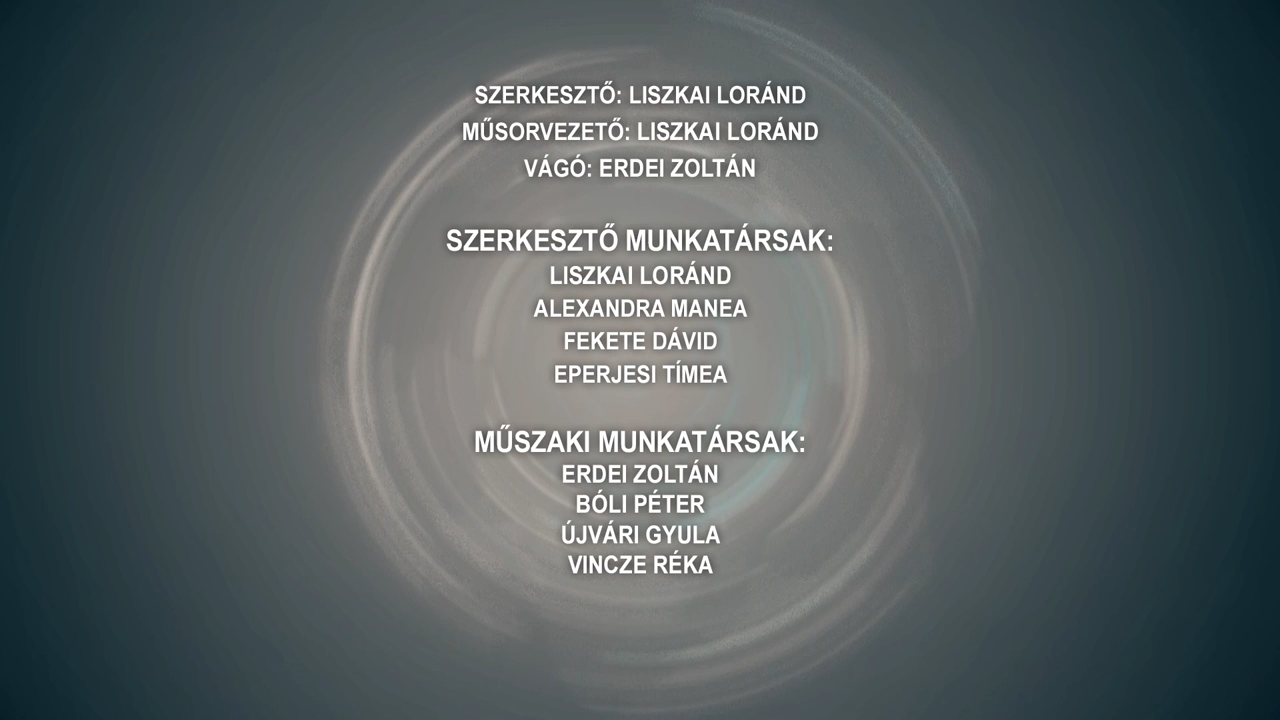 SZERKESZTŐ: LISZKAI LORÁND
MŰSORVEZETŐ: LISZKAI LORÁND
VÁGÓ: ERDEI ZOLTÁN
SZERKESZTŐ MUNKATÁRSAK:
LISZKAI LORÁND
ALEXANDRA MANEA
FEKETE DÁVID
EPERJESI TÍMEA
MŰSZAKI MUNKATÁRSAK:
ERDEI ZOLTÁN
BÓLI PÉTER
ÚJVÁRI GYULA
VINCZE RÉKA